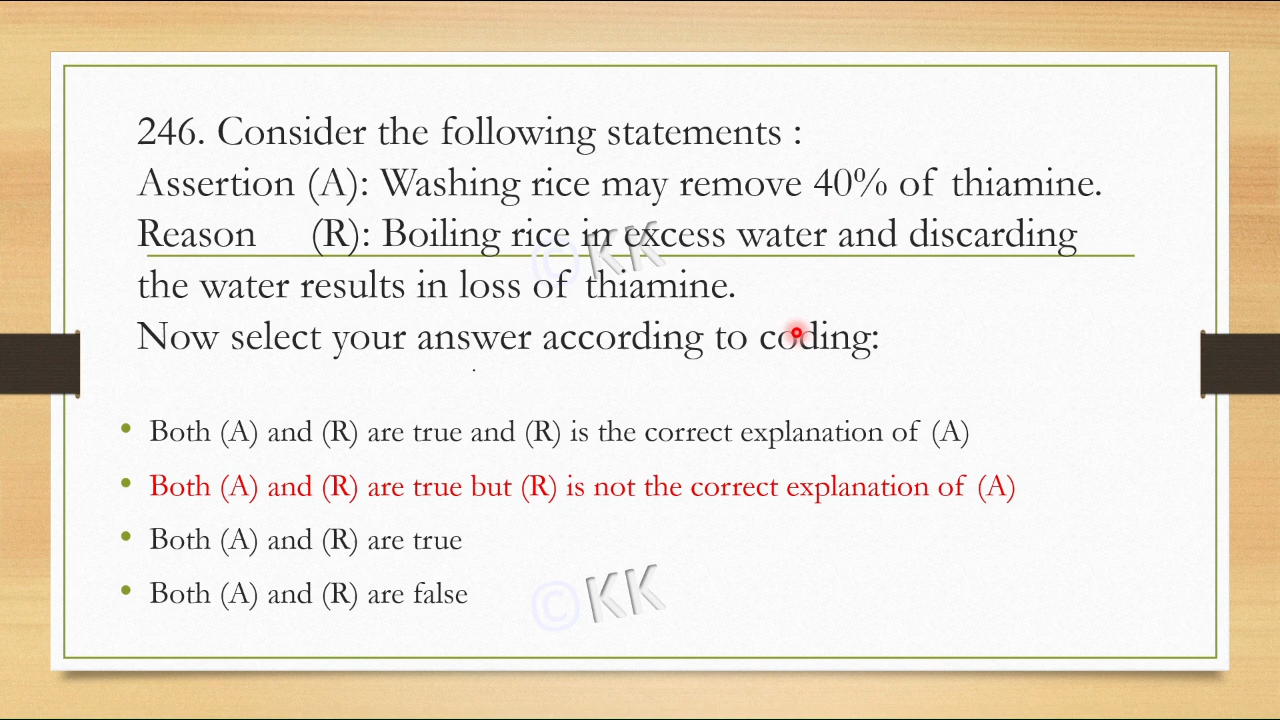 246. Consider the following statements :
Assertion (A): Washing rice may remove 40% of thiamine.
Reason (R): Boiling rice in excess water and discarding
the water results in loss of thiamine.
Now select your answer according to coding:
• Both (A) and (R) are true and (R) is the correct explanation of (A)
• Both (A) and (R) are true but (R) is not the correct explanation of (A)
• Both (A) and (R) are true
• Both (A) and (R) are false
©KK
©KK